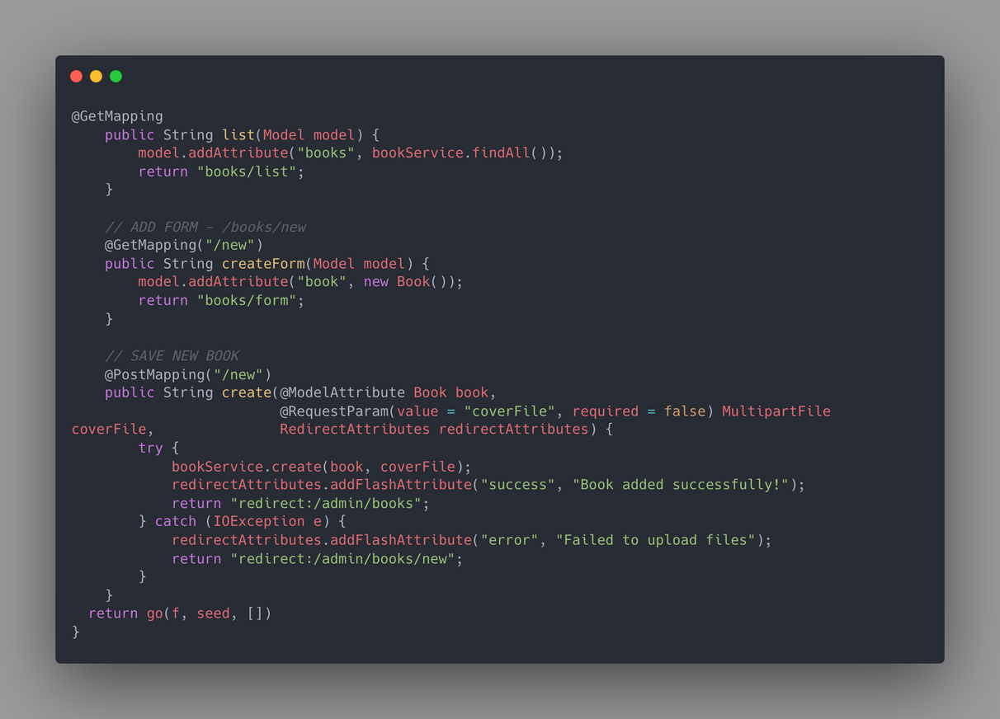 @GetMapping
    public String list(Model model) {
        model.addAttribute("books", bookService.findAll());
        return "books/list";
    }

    // ADD FORM - /books/new
    @GetMapping("/new")
    public String createForm(Model model) {
        model.addAttribute("book", new Book());
        return "books/form";
    }

    // SAVE NEW BOOK
    @PostMapping("/new")
    public String create(@ModelAttribute Book book,
                         @RequestParam(value = "coverFile", required = false) MultipartFile
coverFile,               RedirectAttributes redirectAttributes) {
        try {
            bookService.create(book, coverFile);
            redirectAttributes.addFlashAttribute("success", "Book added successfully!");
            return "redirect:/admin/books";
        } catch (IOException e) {
            redirectAttributes.addFlashAttribute("error", "Failed to upload files");
            return "redirect:/admin/books/new";
        }
    }
  return go(f, seed, [])
}